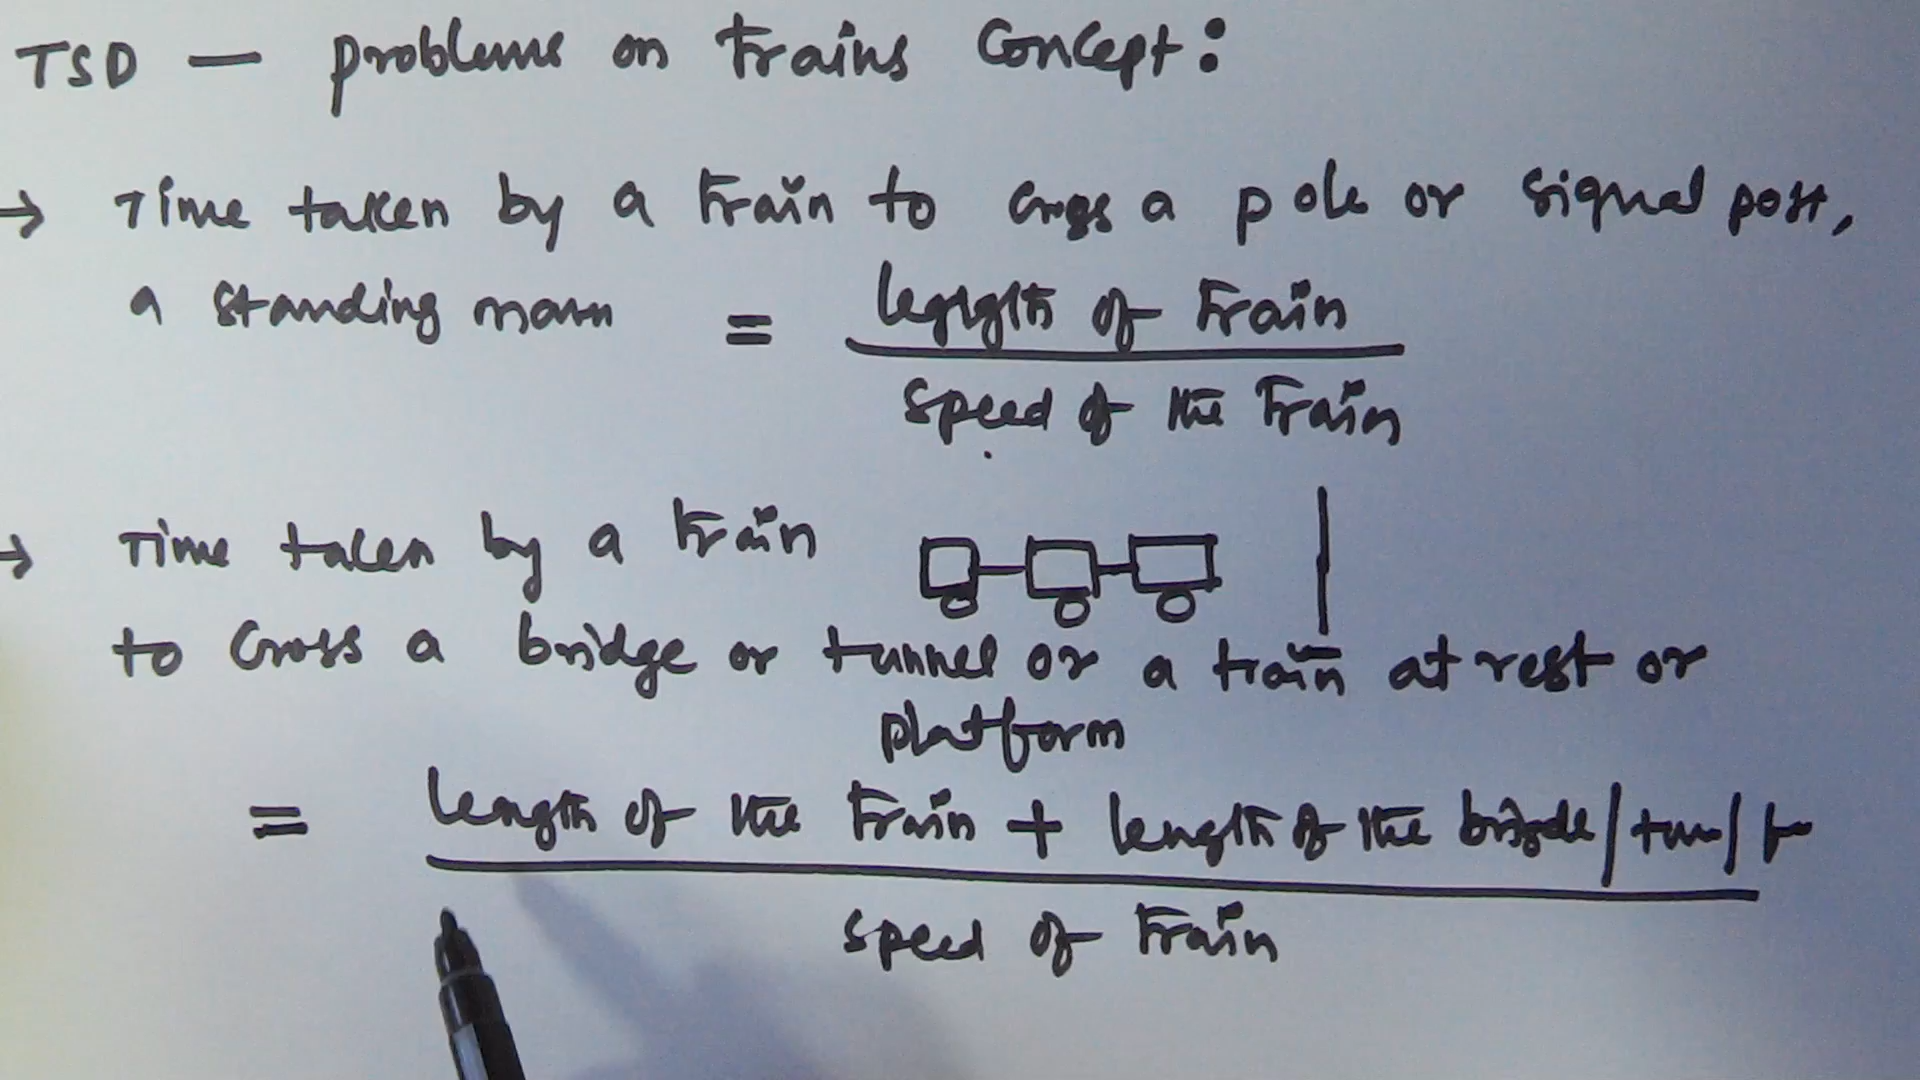 TSD — problems on trains concept:
→ Time taken by a train to cross a pole or signal post,
a standing man = length of train
speed of the train
→ Time taken by a train
to cross a bridge or tunnel or a train at rest or
platform
= length of the train + length of the bridge/tun/
speed of train